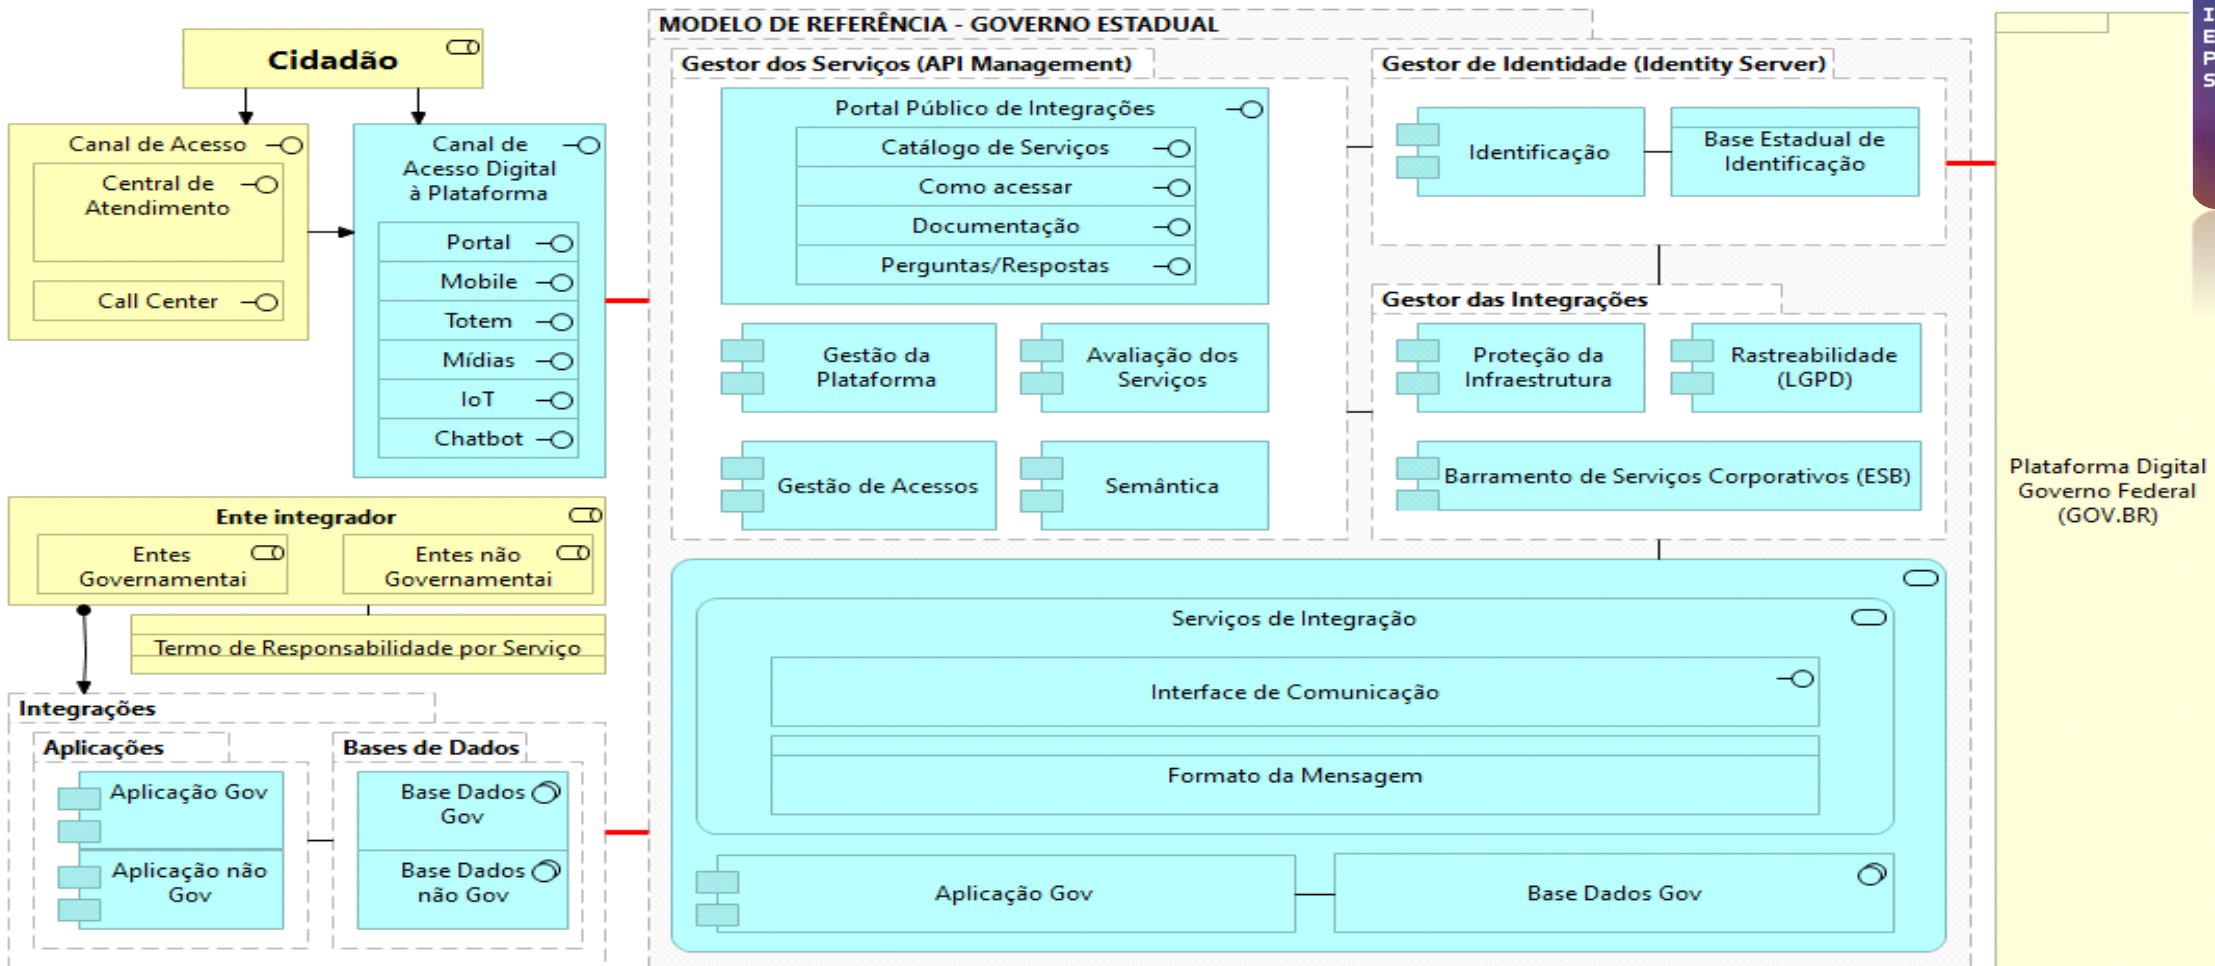 Cidadão
Canal de Acesso
Central de
Atendimento
Call Center
Canal de
Acesso Digital
à Plataforma
Portal
Mobile
Totem
Mídias
IoT
Chatbot
Ente integrador
Entes
Governamentai
Entes não
Governamentai
Termo de Responsabilidade por Serviço
Integrações
Aplicações
Aplicação Gov
Aplicação não
Gov
Bases de Dados
Base Dados
Gov
Base Dados
não Gov
MODELO DE REFERÊNCIA - GOVERNO ESTADUAL
Gestor dos Serviços (API Management)
Portal Público de Integrações
Catálogo de Serviços
Como acessar
Documentação
Perguntas/Respostas
Gestão da
Plataforma
Avaliação dos
Serviços
Gestão de Acessos
Semântica
Gestor de Identidade (Identity Server)
Identificação
Base Estadual de
Identificação
Gestor das Integrações
Proteção da
Infraestrutura
Rastreabilidade
(LGPD)
Barramento de Serviços Corporativos (ESB)
Serviços de Integração
Interface de Comunicação
Formato da Mensagem
Aplicação Gov
Base Dados Gov
Plataforma Digital
Governo Federal
(GOV.BR)
I
E
P
S